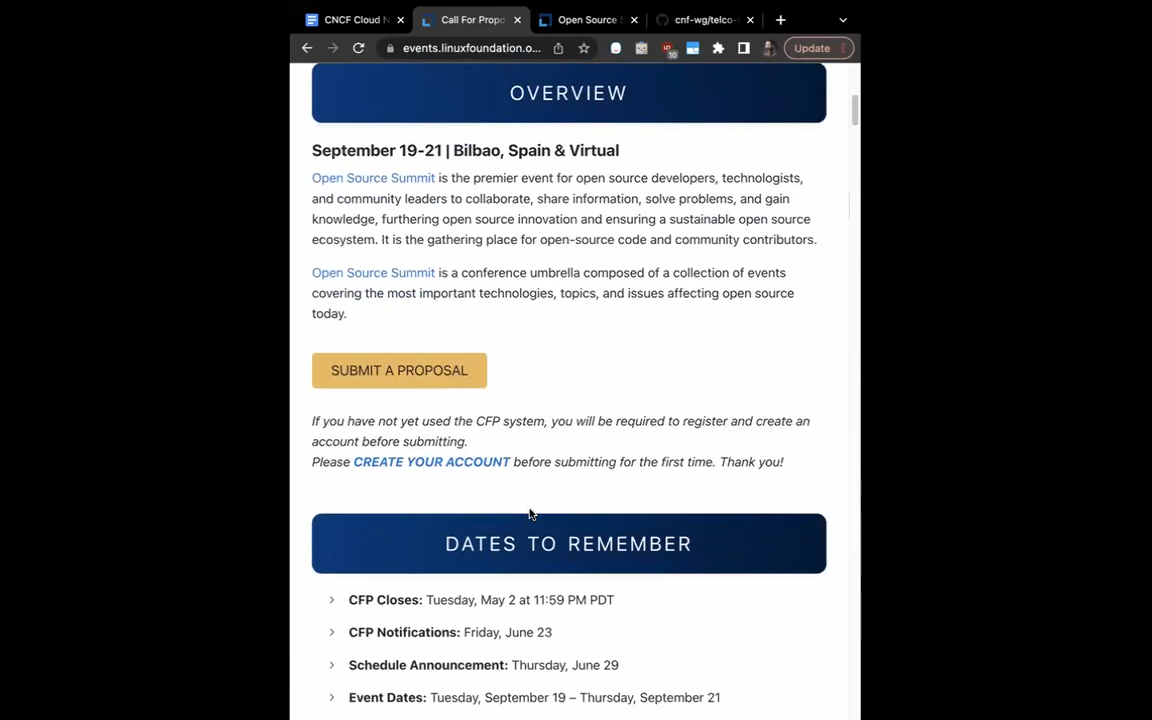 CNCF Cloud N
Call For Propo
Open Source S
cnf-wg/telco-
events.linuxfoundation.o...
10
Update
OVERVIEW
September 19-21 | Bilbao, Spain & Virtual
Open Source Summit is the premier event for open source developers, technologists,
and community leaders to collaborate, share information, solve problems, and gain
knowledge, furthering open source innovation and ensuring a sustainable open source
ecosystem. It is the gathering place for open-source code and community contributors.
Open Source Summit is a conference umbrella composed of a collection of events
covering the most important technologies, topics, and issues affecting open source
today.
SUBMIT A PROPOSAL
If you have not yet used the CFP system, you will be required to register and create an
account before submitting.
Please CREATE YOUR ACCOUNT before submitting for the first time. Thank you!
DATES TO REMEMBER
CFP Closes: Tuesday, May 2 at 11:59 PM PDT
CFP Notifications: Friday, June 23
Schedule Announcement: Thursday, June 29
Event Dates: Tuesday, September 19 – Thursday, September 21